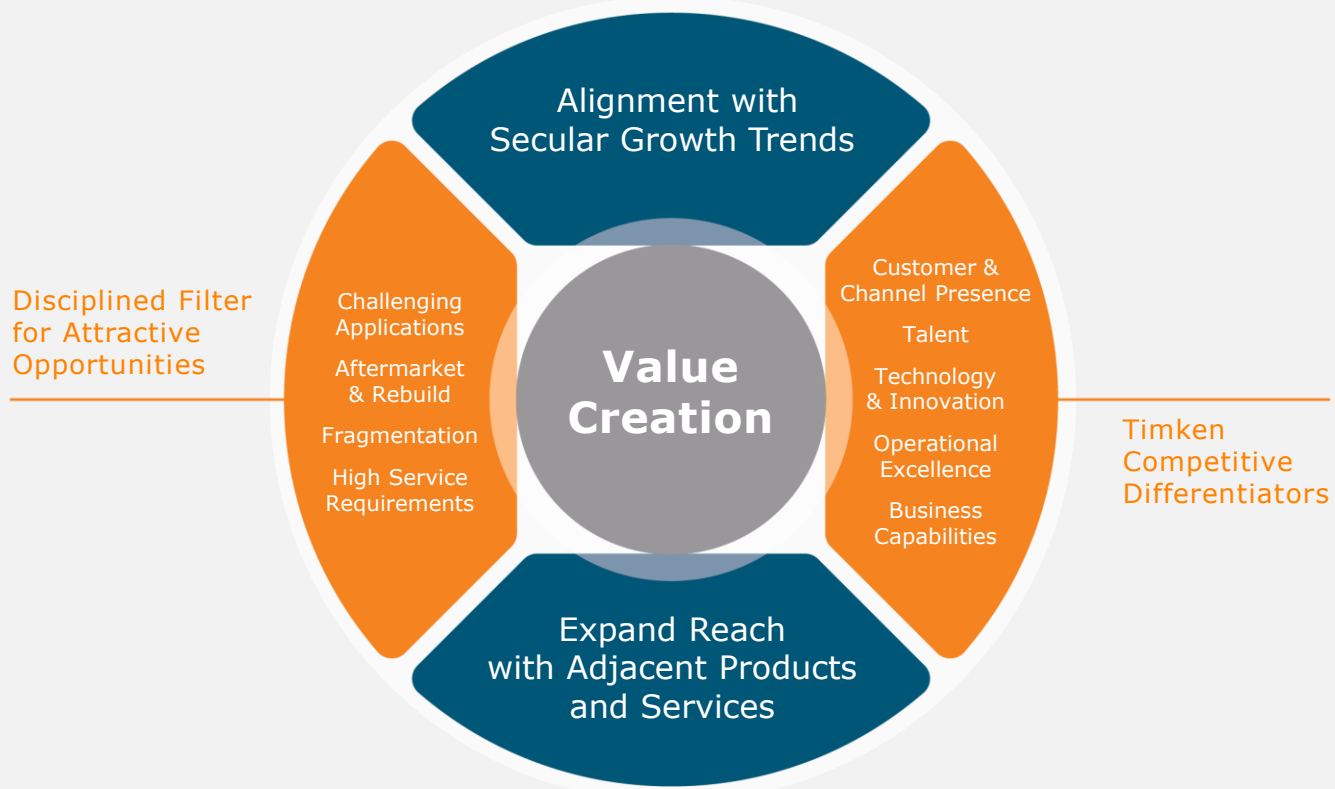 Alignment with
Secular Growth Trends
Disciplined Filter
for Attractive
Opportunities
Challenging
Applications
Aftermarket
& Rebuild
Fragmentation
High Service
Requirements
Value
Creation
Customer &
Channel Presence
Talent
Technology
& Innovation
Operational
Excellence
Business
Capabilities
Timken
Competitive
Differentiators
Expand Reach
with Adjacent Products
and Services